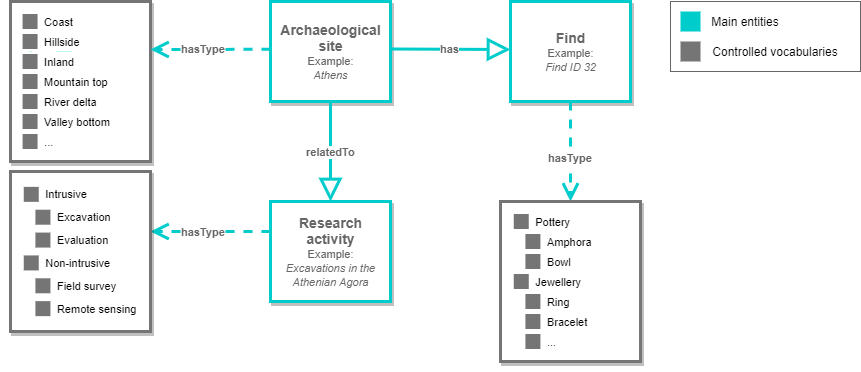 Coast
Hillside
Inland
Mountain top
River delta
Valley bottom
...
hasType
Archaeological
site
Example:
Athens
has
Find
Example:
Find ID 32
Main entities
Controlled vocabularies
relatedTo
hasType
Intrusive
Excavation
Evaluation
Non-intrusive
Field survey
Remote sensing
hasType
Research
activity
Example:
Excavations in the
Athenian Agora
Pottery
Amphora
Bowl
Jewellery
Ring
Bracelet
...